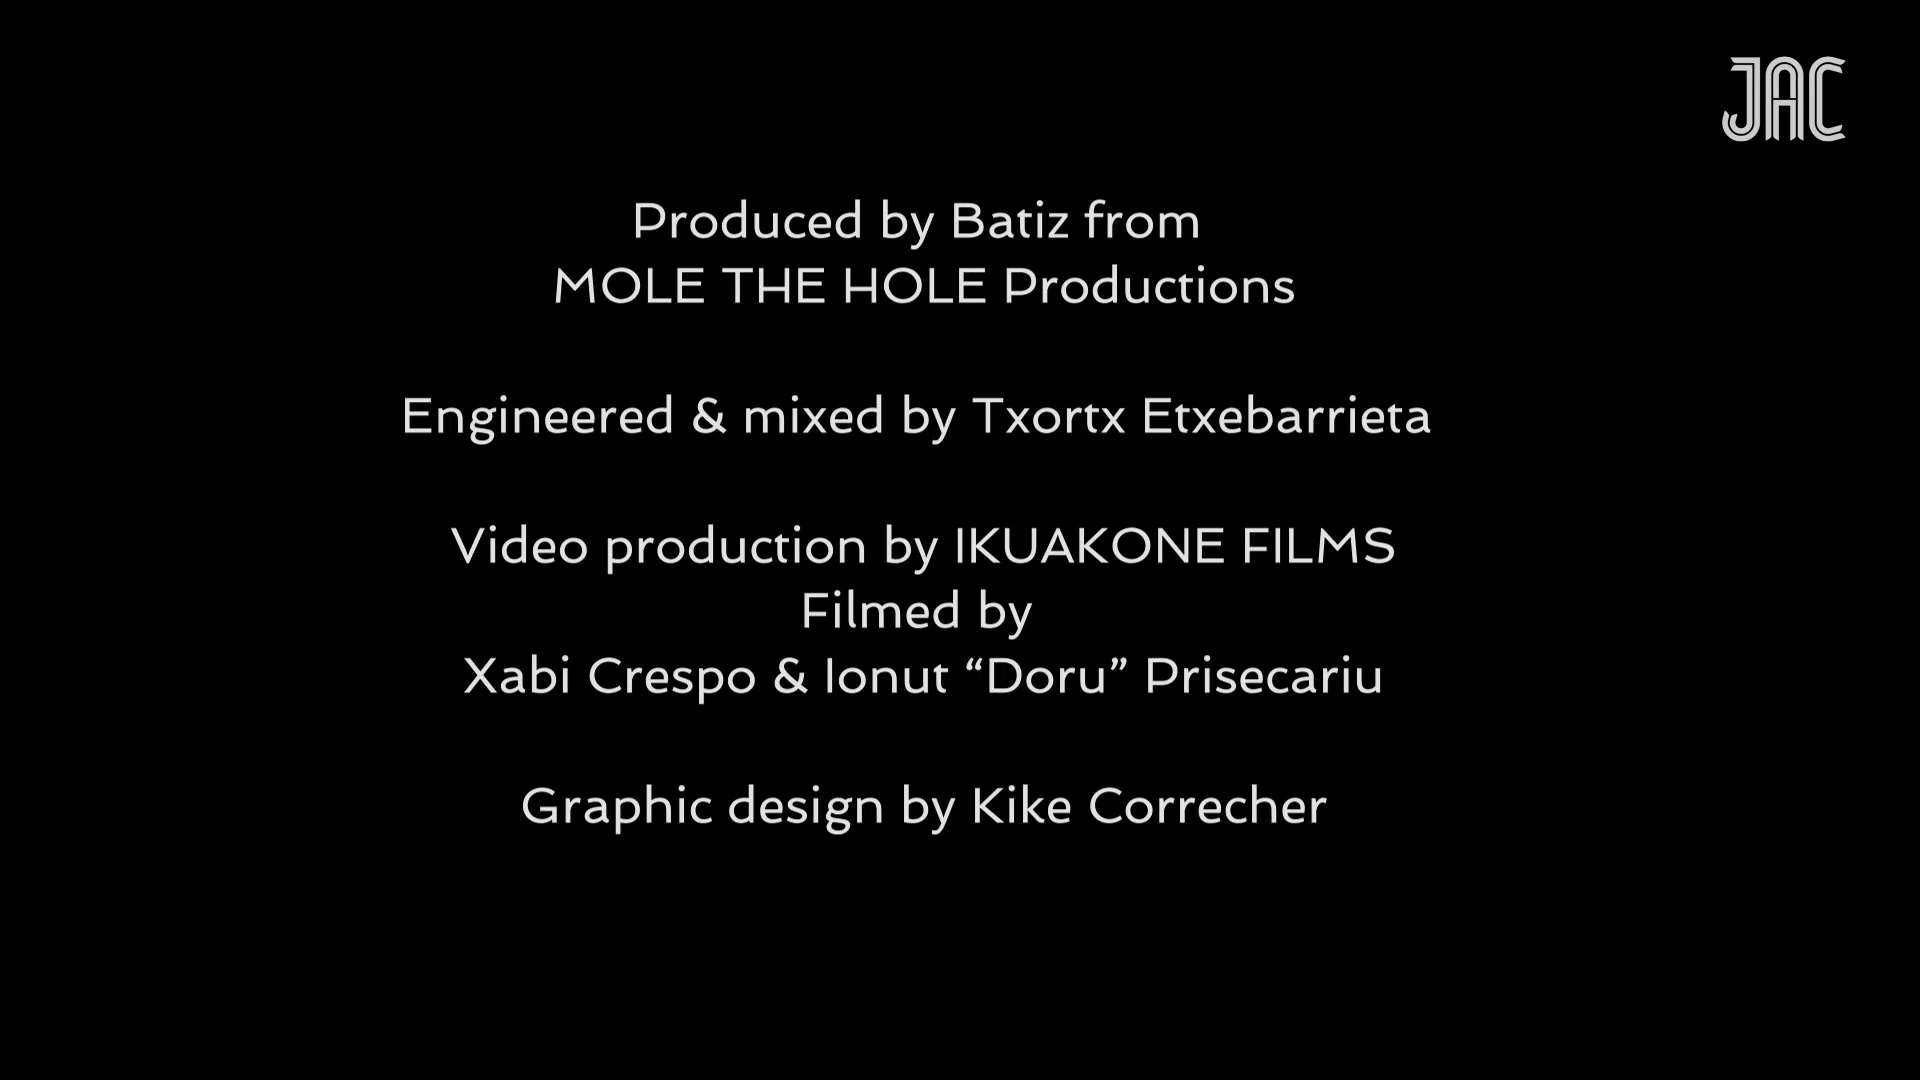 JAC
Produced by Batiz from
MOLE THE HOLE Productions
Engineered & mixed by Txortx Etxebarrieta
Video production by IKUAKONE FILMS
Filmed by
Xabi Crespo & Ionut “Doru” Prisecariu
Graphic design by Kike Correcher